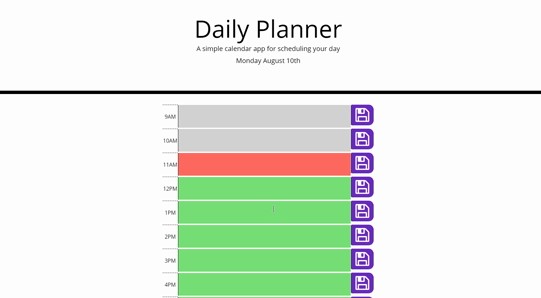 Daily Planner
A simple calendar app for scheduling your day
Monday August 10th
9AM
10AM
11AM
12PM
1PM
2PM
3PM
4PM